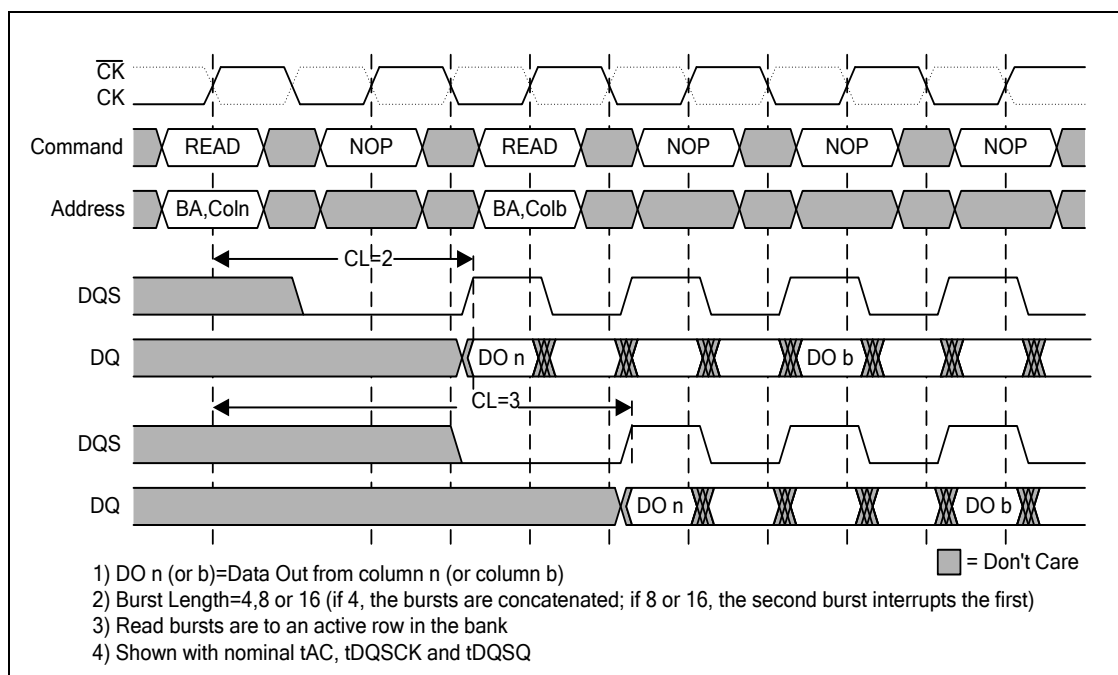 CK
CK
Command READ NOP READ NOP NOP NOP
Address BA,Coln BA,Colb
CL=2
DQS
DQ DO n DO b
CL=3
DQS
DQ DO n DO b
1) DO n (or b)=Data Out from column n (or column b)
= Don't Care
2) Burst Length=4,8 or 16 (if 4, the bursts are concatenated; if 8 or 16, the second burst interrupts the first)
3) Read bursts are to an active row in the bank
4) Shown with nominal tAC, tDQSCK and tDQSQ